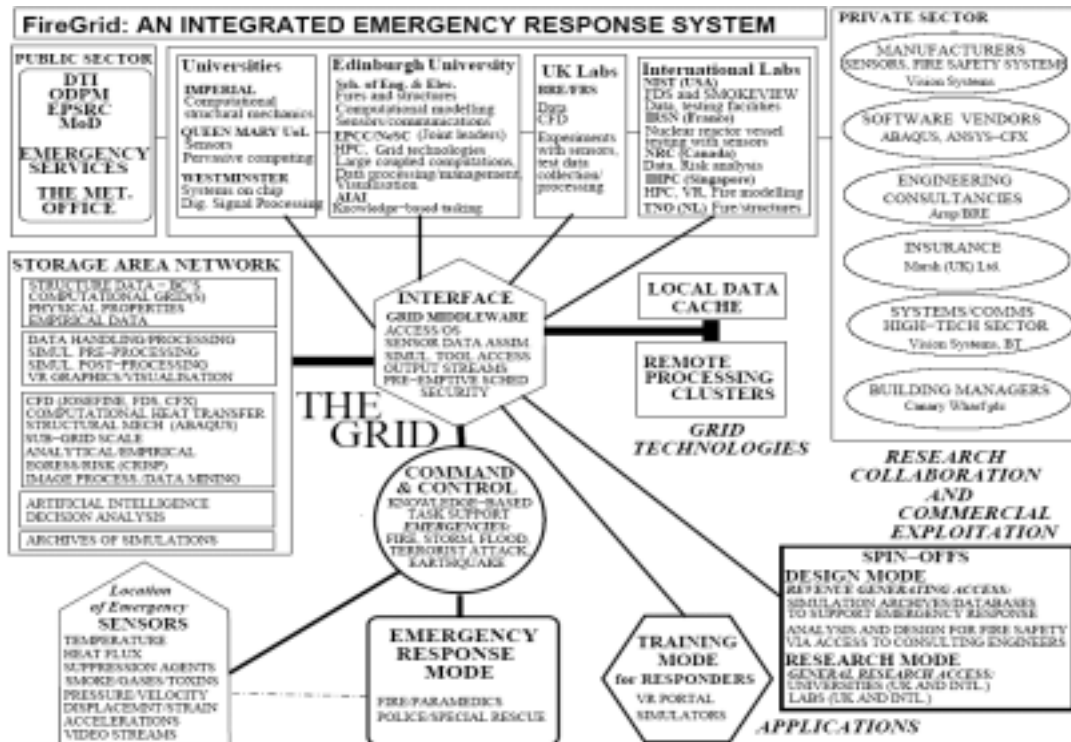 FireGrid: AN INTEGRATED EMERGENCY RESPONSE SYSTEM
PUBLIC SECTOR
DTI
ODPM
EPSRC
MoD
EMERGENCY
SERVICES
THE MET.
OFFICE
Universities
IMPERIAL
Computational
structural mechanics
QUEEN MARY UoL
Sensors
Pervasive computing
WESTMINSTER
Systems on chip
Dig. Signal Processing
Edinburgh University
Sch. of Eng. & Elec.
Fires and structures
Computational modelling
Sensors/communications
EPCC/NeSC (Joint leaders)
HPC, Grid technologies
Large coupled computations,
Data processing/management,
Visualisation
AIAI
Knowledge-based tasking
UK Labs
BRE/FRS
Data
CFD
Experiments
with sensors,
test data
collection/
processing
International Labs
NIST (USA)
FDS and SMOKEVIEW
Data, testing facilities
IRSN (France)
Nuclear reactor vessel
testing with sensors
NRC (Canada)
Data, Risk analysis
IHPC (Singapore)
HPC, VR, Fire modelling
TNO (NL) Fire/structures
PRIVATE SECTOR
MANUFACTURERS
SENSORS, FIRE SAFETY SYSTEMS
Vision Systems
SOFTWARE VENDORS
ABAQUS, ANSYS-CFX
ENGINEERING
CONSULTANCIES
Arup/BRE
INSURANCE
Marsh (UK) Ltd.
SYSTEMS/COMMS
HIGH-TECH SECTOR
Vision Systems, BT
BUILDING MANAGERS
Canary Wharf plc
STORAGE AREA NETWORK
STRUCTURE DATA - BC'S
COMPUTATIONAL GRID(S)
PHYSICAL PROPERTIES
EMPIRICAL DATA
DATA HANDLING/PROCESSING
SIMUL. PRE-PROCESSING
SIMUL. POST-PROCESSING
VR GRAPHICS/VISUALISATION
CFD (JOSEFINE, FDS, CFX)
COMPUTATIONAL HEAT TRANSFER
STRUCTURAL MECH (ABAQUS)
SUB-GRID SCALE
ANALYTICAL/EMPIRICAL
EGRESS/RISK (CRISP)
IMAGE PROCESS./DATA MINING
ARTIFICIAL INTELLIGENCE
DECISION ANALYSIS
ARCHIVES OF SIMULATIONS
INTERFACE
GRID MIDDLEWARE
ACCESS/OS
SENSOR DATA ASSIM.
SIMUL. TOOL ACCESS
OUTPUT STREAMS
PRE-EMPTIVE SCHED
SECURITY
LOCAL DATA
CACHE
REMOTE
PROCESSING
CLUSTERS
GRID
TECHNOLOGIES
THE
GRID
COMMAND
& CONTROL
KNOWLEDGE-BASED
TASK SUPPORT
EMERGENCIES:
FIRE, STORM, FLOOD,
TERRORIST ATTACK,
EARTHQUAKE
RESEARCH
COLLABORATION
AND
COMMERCIAL
EXPLOITATION
Location
of Emergency
SENSORS
TEMPERATURE
HEAT FLUX
SUPPRESSION AGENTS
SMOKE/GASES/TOXINS
PRESSURE/VELOCITY
DISPLACEMNT/STRAIN
ACCELERATIONS
VIDEO STREAMS
EMERGENCY
RESPONSE
MODE
FIRE/PARAMEDICS
POLICE/SPECIAL RESCUE
TRAINING
MODE
for RESPONDERS
VR PORTAL
SIMULATORS
SPIN-OFFS
DESIGN MODE
REVENUE GENERATING ACCESS:
SIMULATION ARCHIVES/DATABASES
TO SUPPORT EMERGENCY RESPONSE
ANALYSIS AND DESIGN FOR FIRE SAFETY
VIA ACCESS TO CONSULTING ENGINEERS
RESEARCH MODE
GENERAL RESEARCH ACCESS:
UNIVERSITIES (UK AND INTL.)
LABS (UK AND INTL.)
APPLICATIONS